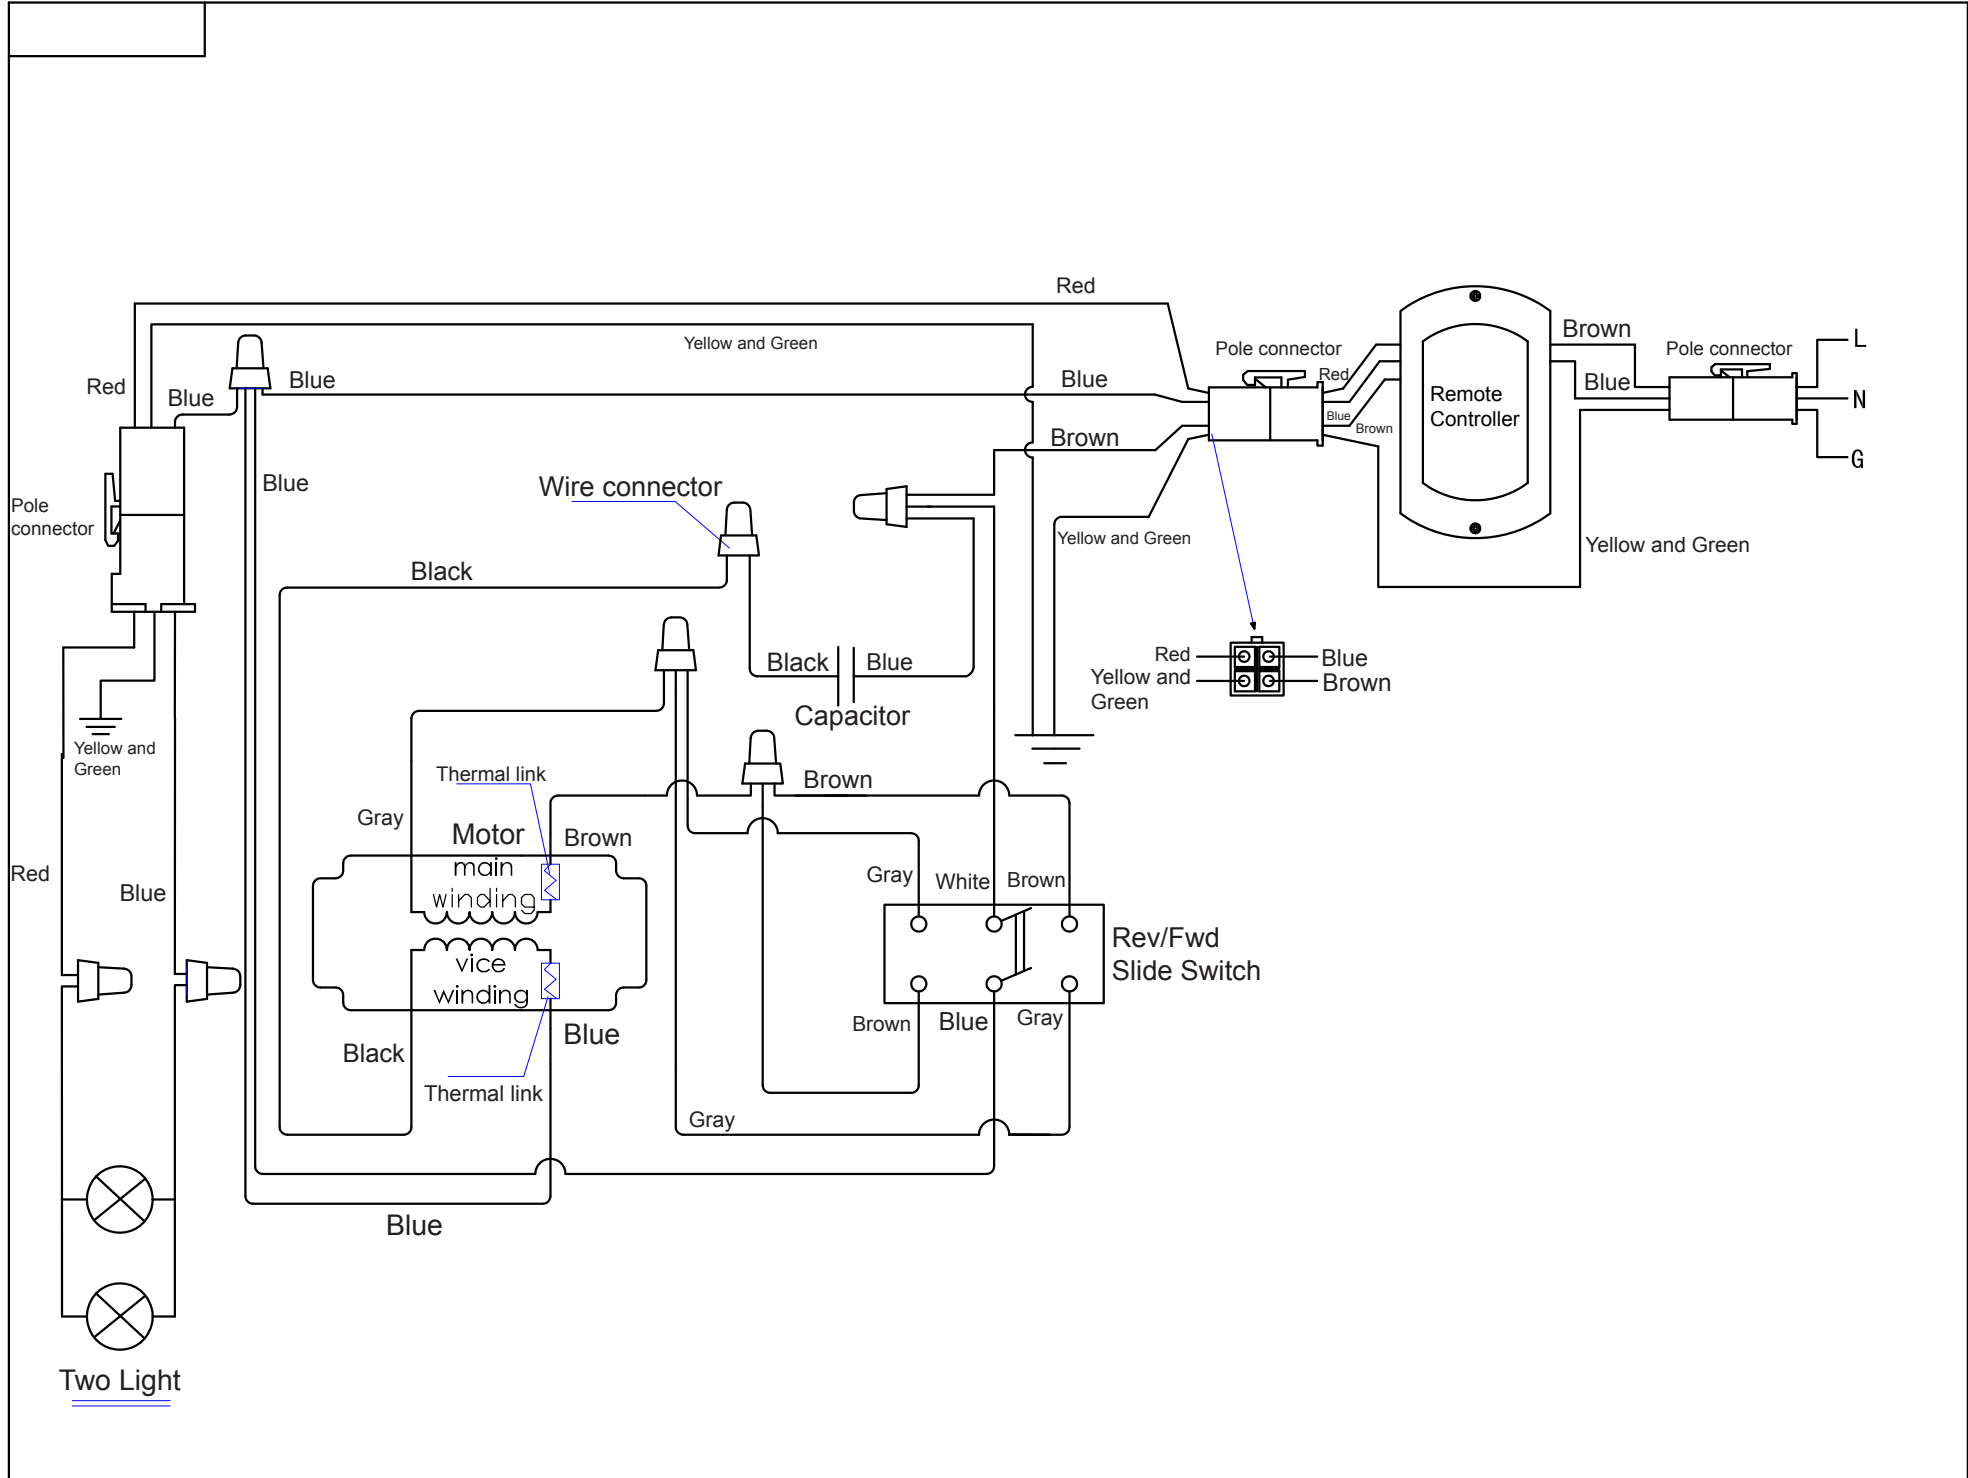 Red
Yellow and Green
Red
Blue
Blue
Blue
Pole connector
Red
Blue
Brown
Remote
Controller
Brown
Blue
Pole connector
L
N
G
Brown
Blue
Pole
connector
Wire connector
Yellow and Green
Yellow and Green
Black
Black
Blue
Capacitor
Red
Yellow and
Green
Blue
Brown
Yellow and
Green
Thermal link
Brown
Gray
Motor
Brown
main
winding
Red
Blue
Gray
White
Brown
vice
winding
Rev/Fwd
Slide Switch
Brown
Blue
Gray
Black
Blue
Thermal link
Gray
Blue
Two Light